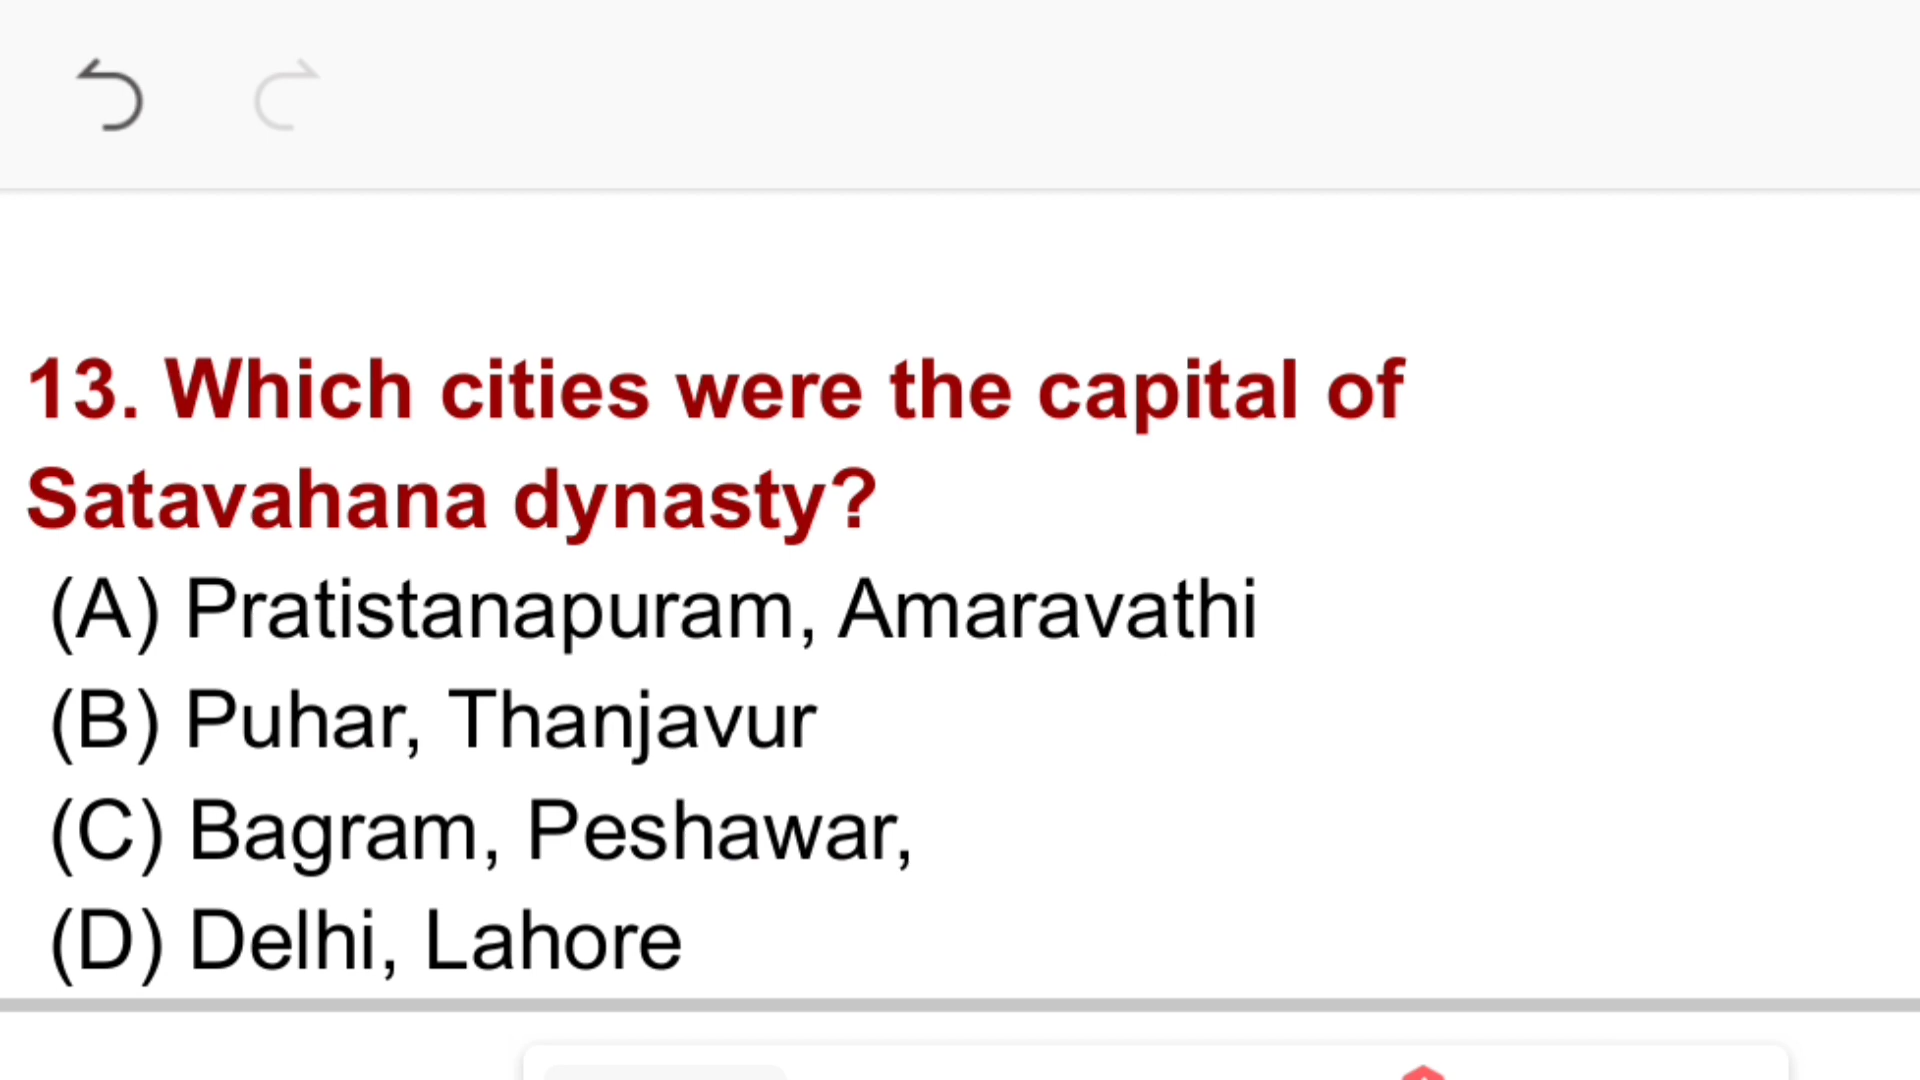 13. Which cities were the capital of
Satavahana dynasty?
(A) Pratistanapuram, Amaravathi
(B) Puhar, Thanjavur
(C) Bagram, Peshawar,
(D) Delhi, Lahore